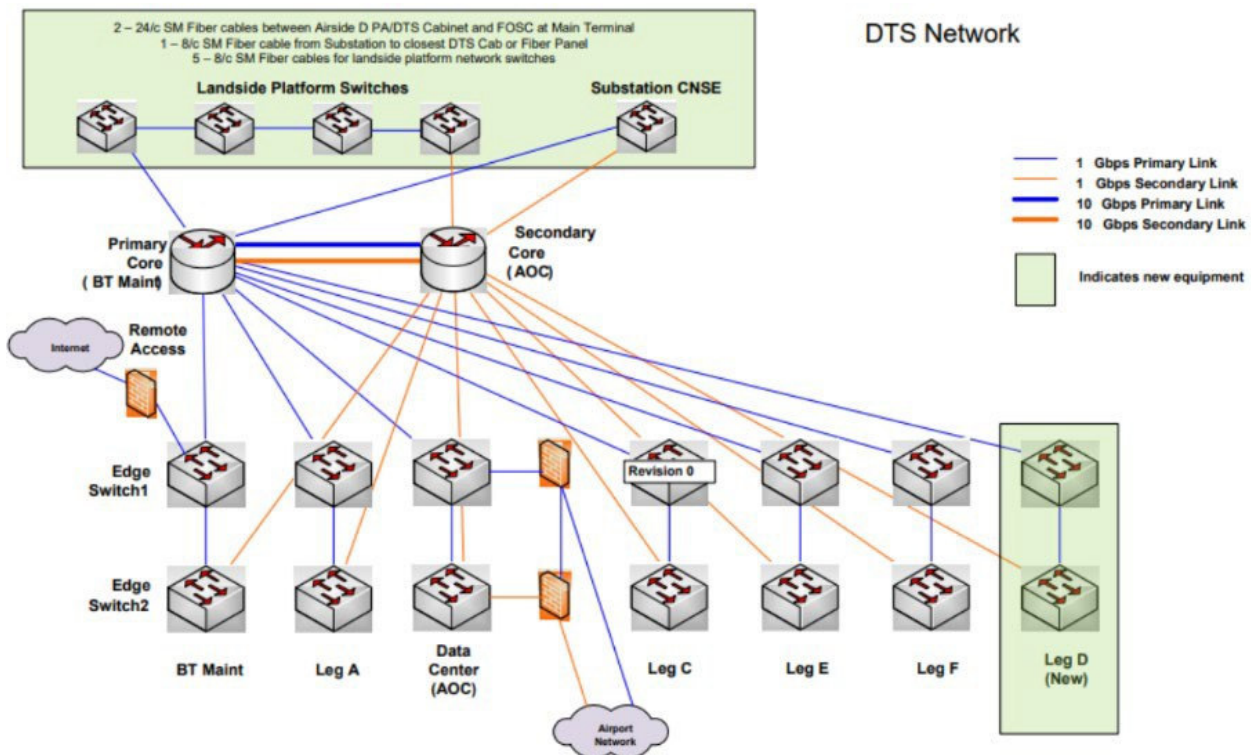 DTS Network
2 – 24/c SM Fiber cables between Airside D PA/DTS Cabinet and FOSC at Main Terminal
1 – 8/c SM Fiber cable from Substation to closest DTS Cab or Fiber Panel
5 – 8/c SM Fiber cables for landside platform network switches
Landside Platform Switches
Substation CNSE
1 Gbps Primary Link
1 Gbps Secondary Link
10 Gbps Primary Link
10 Gbps Secondary Link
Indicates new equipment
Primary
Core
( BT Maint)
Secondary
Core
(AOC)
Remote
Access
Internet
Edge
Switch1
Revision 0
Edge
Switch2
BT Maint
Leg A
Data
Center
(AOC)
Leg C
Leg E
Leg F
Leg D
(New)
Airport
Network